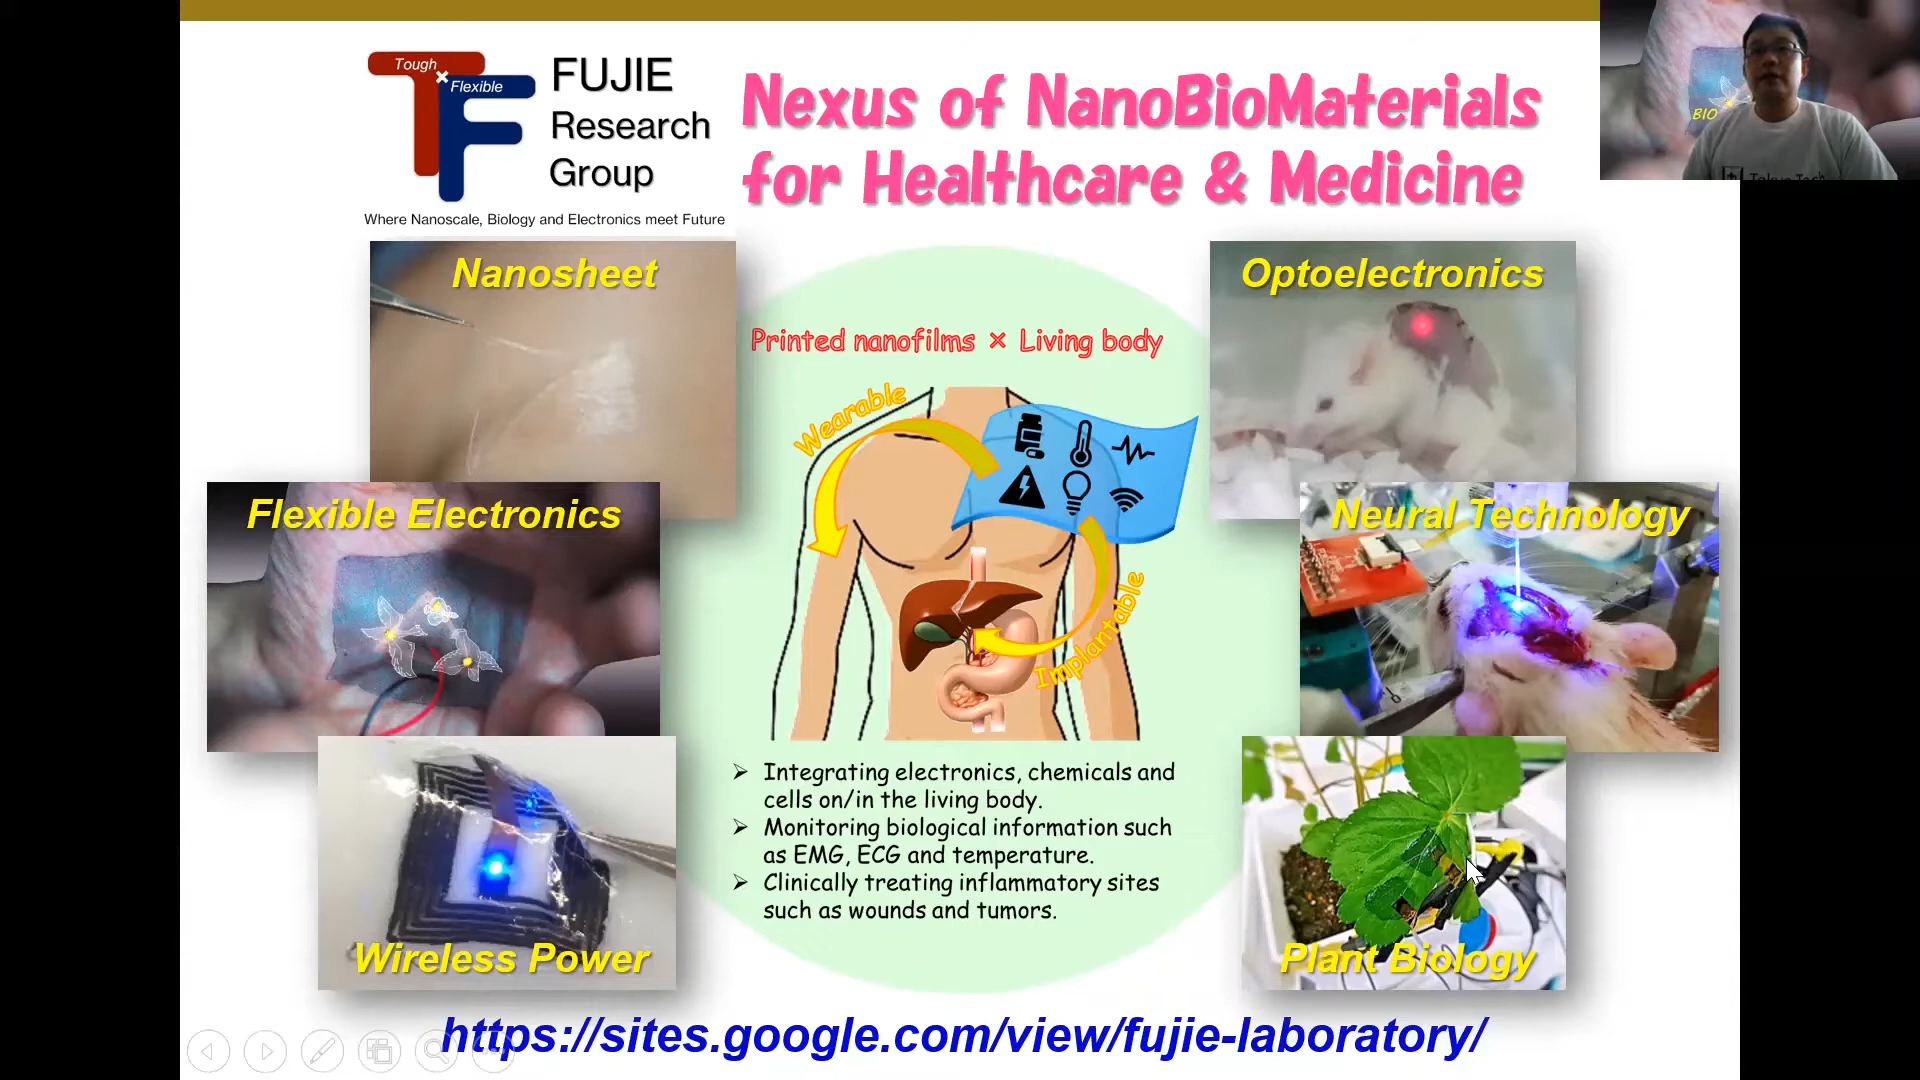 Tough
Flexible
FUJIE
Research
Group
Where Nanoscale, Biology and Electronics meet Future
Nexus of NanoBioMaterials
for Healthcare & Medicine
BIO
Tokyo Tech
Nanosheet
Optoelectronics
Printed nanofilms × Living body
Wearable
Implantable
Flexible Electronics
Neural Technology
Wireless Power
Plant Biology
➢ Integrating electronics, chemicals and
cells on/in the living body.
➢ Monitoring biological information such
as EMG, ECG and temperature.
➢ Clinically treating inflammatory sites
such as wounds and tumors.
https://sites.google.com/view/fujie-laboratory/